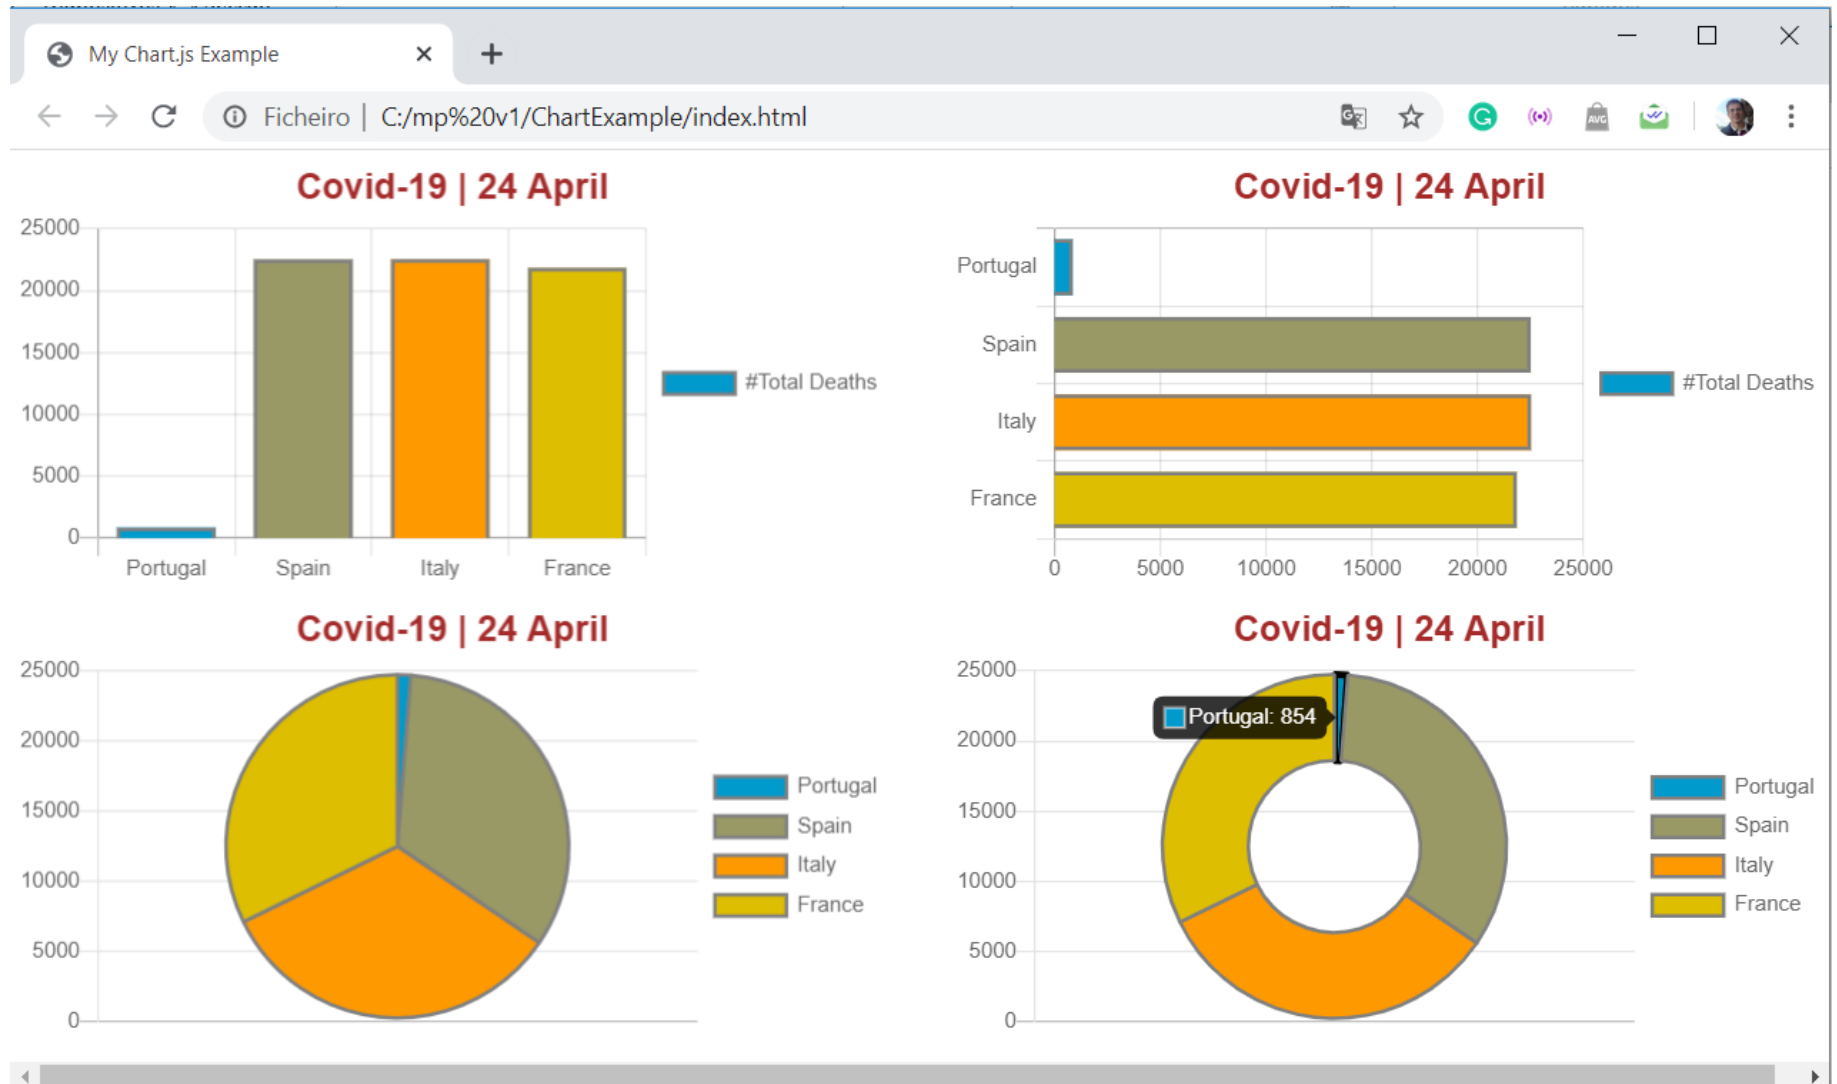 My Chart.js Example
Ficheiro | C:/mp%20v1/ChartExample/index.html
AVG
Covid-19 | 24 April
25000
20000
15000
10000
5000
0
Portugal Spain Italy France
#Total Deaths
Covid-19 | 24 April
Portugal
Spain
Italy
France
0 5000 10000 15000 20000 25000
#Total Deaths
Covid-19 | 24 April
25000
20000
15000
10000
5000
0
Portugal
Spain
Italy
France
Covid-19 | 24 April
25000
20000
15000
10000
5000
0
Portugal: 854
Portugal
Spain
Italy
France